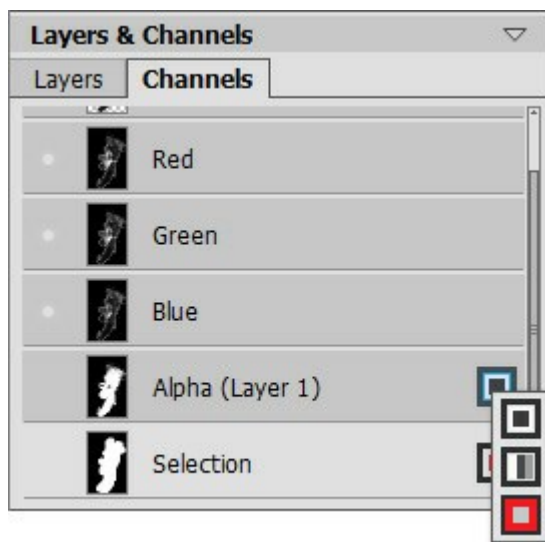 Layers & Channels
Layers Channels
Red
Green
Blue
Alpha (Layer 1)
Selection